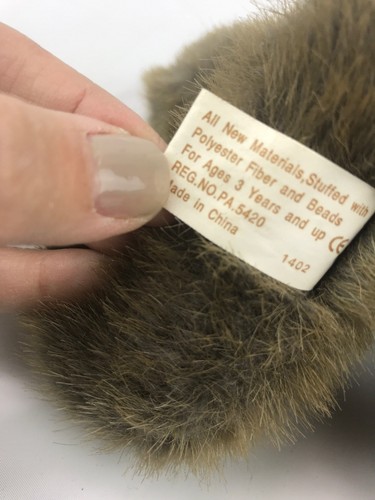 All New Materials,Stuffed with
Polyester Fiber and Beads
For Ages 3 Years and up CE
REG.NO.PA.5420
Made in China
1402